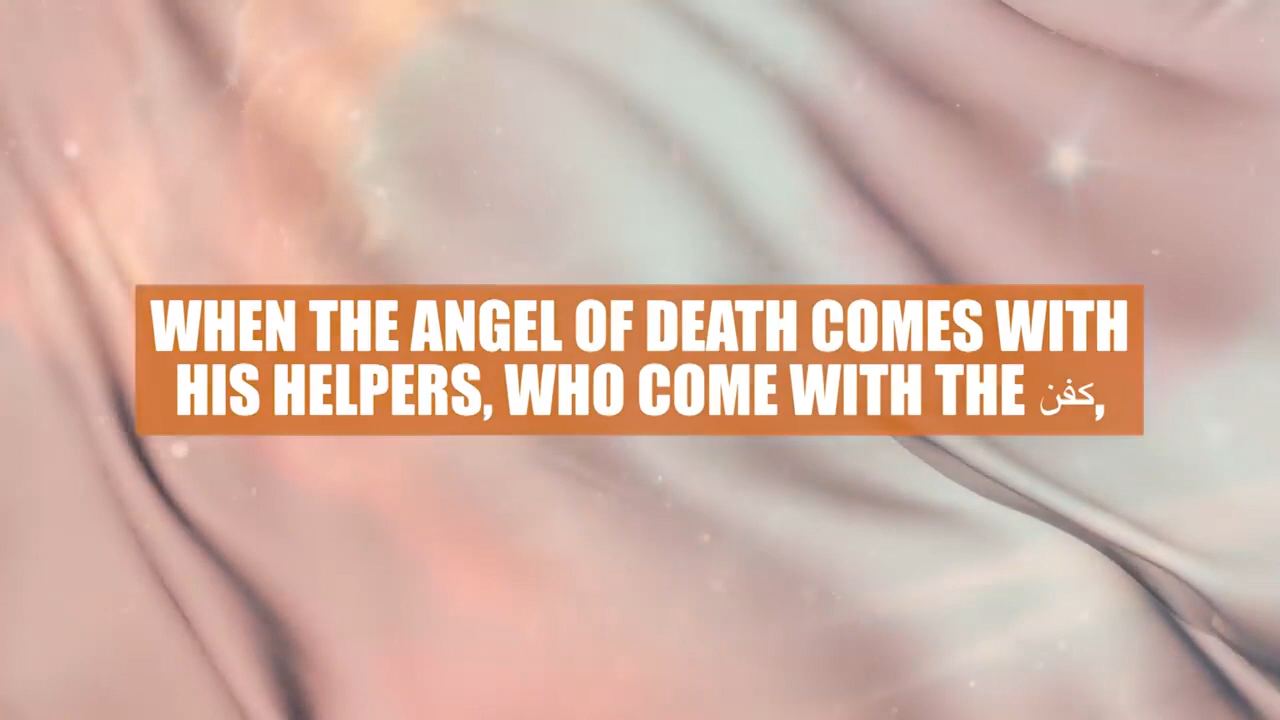 WHEN THE ANGEL OF DEATH COMES WITH
HIS HELPERS, WHO COME WITH THE كفن,